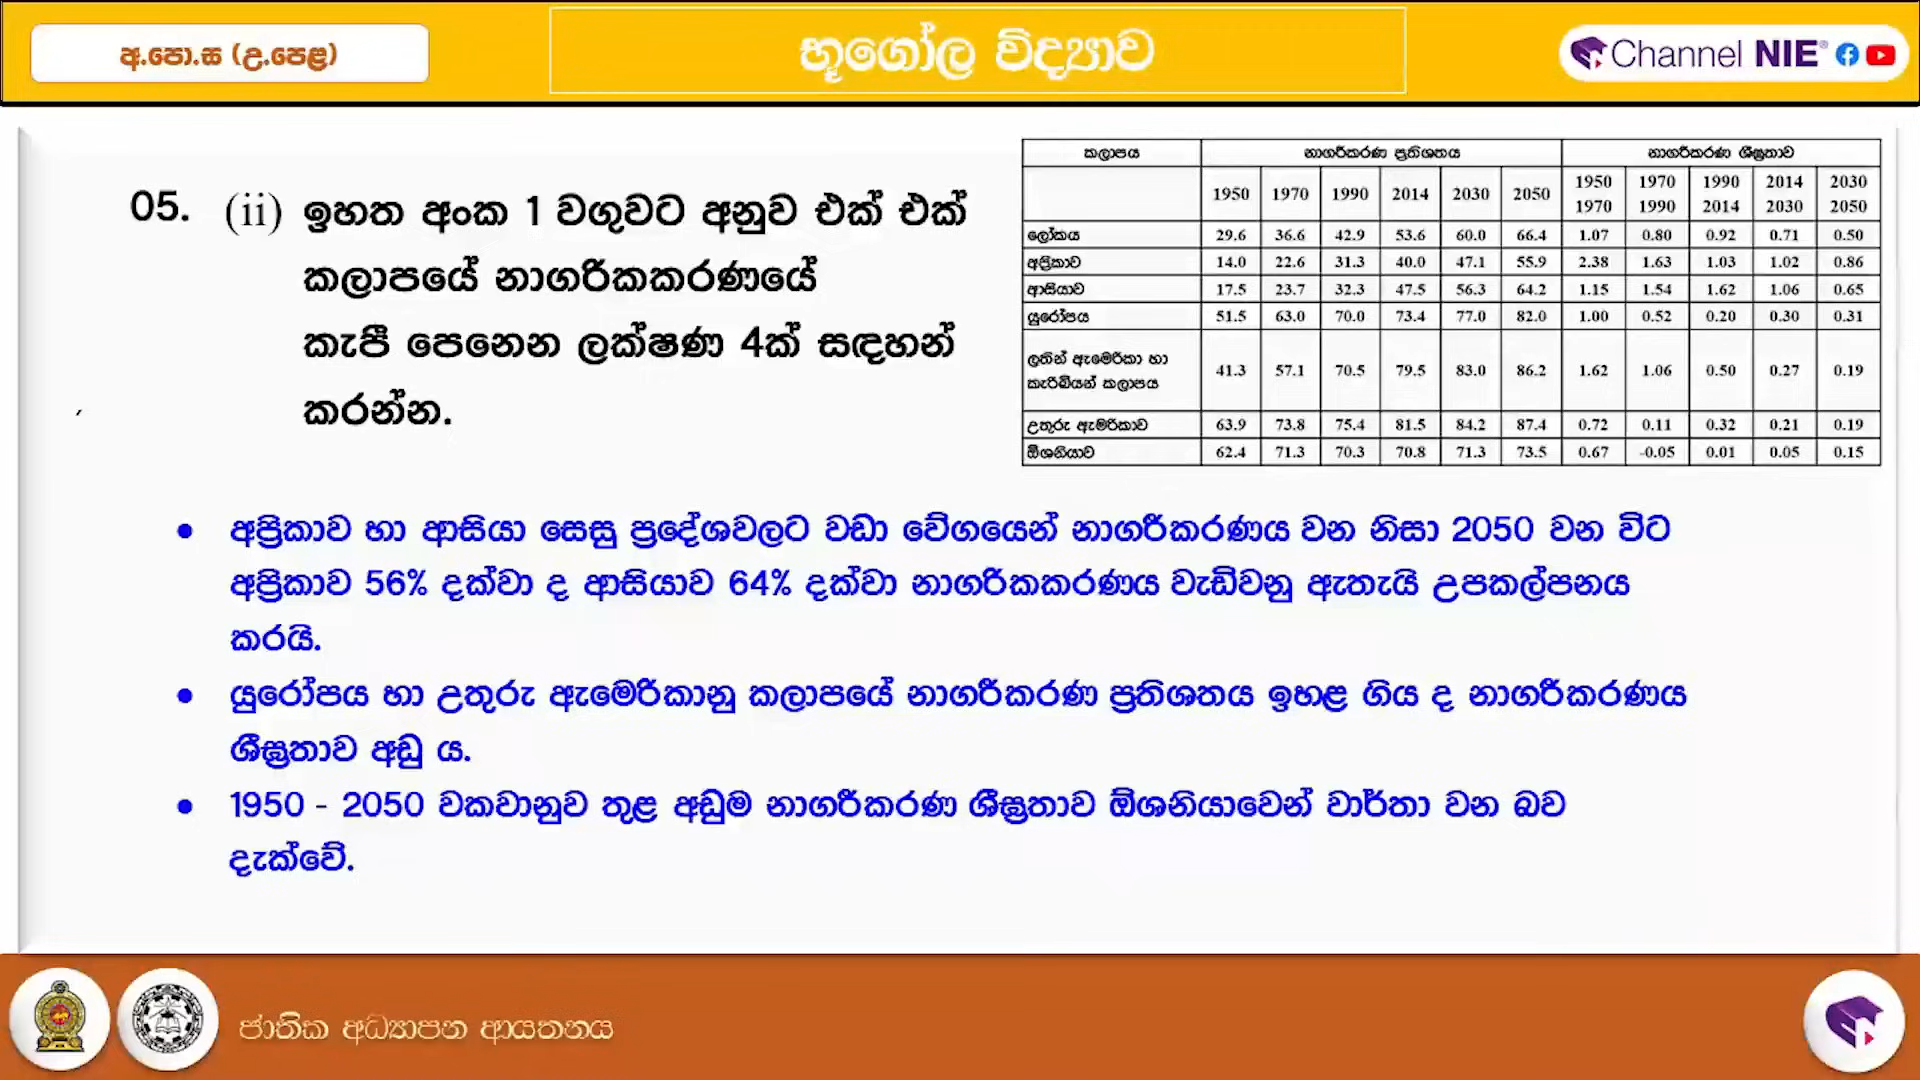 අ.පො.ස (උ.පෙළ)
භූගෝල විද්‍යාව
Channel NIE
කලාපය නාගරීකරණ ප්‍රතිශතය නාගරීකරණ ශීඝ්‍රතාව
1950 1970 1990 2014 2030 2050 1950 1970 1970 1990 1990 2014 2014 2030 2030 2050
ලෝකය 29.6 36.6 42.9 53.6 60.0 66.4 1.07 0.80 0.92 0.71 0.50
අප්‍රිකාව 14.0 22.6 31.3 40.0 47.1 55.9 2.38 1.63 1.03 1.02 0.86
ආසියාව 17.5 23.7 32.3 47.5 56.3 64.2 1.15 1.54 1.62 1.06 0.65
යුරෝපය 51.5 63.0 70.0 73.4 77.0 82.0 1.00 0.52 0.20 0.30 0.31
ලතින් ඇමෙරිකා හා කැරිබියන් කලාපය 41.3 57.1 70.5 79.5 83.0 86.2 1.62 1.06 0.50 0.27 0.19
උතුරු ඇමරිකාව 63.9 73.8 75.4 81.5 84.2 87.4 0.72 0.11 0.32 0.21 0.19
ඕශනියාව 62.4 71.3 70.3 70.8 71.3 73.5 0.67 -0.05 0.01 0.05 0.15
05. (ii) ඉහත අංක 1 වගුවට අනුව එක් එක්
කලාපයේ නාගරිකකරණයේ
කැපී පෙනෙන ලක්ෂණ 4ක් සඳහන්
කරන්න.
• අප්‍රිකාව හා ආසියා සෙසු ප්‍රදේශවලට වඩා වේගයෙන් නාගරීකරණය වන නිසා 2050 වන විට
අප්‍රිකාව 56% දක්වා ද ආසියාව 64% දක්වා නාගරිකකරණය වැඩිවනු ඇතැයි උපකල්පනය
කරයි.
• යුරෝපය හා උතුරු ඇමෙරිකානු කලාපයේ නාගරීකරණ ප්‍රතිශතය ඉහළ ගිය ද නාගරීකරණය
ශීඝ්‍රතාව අඩු ය.
• 1950 - 2050 වකවානුව තුළ අඩුම නාගරීකරණ ශීඝ්‍රතාව ඕශනියාවෙන් වාර්තා වන බව
දැක්වේ.
ජාතික අධ්‍යාපන ආයතනය